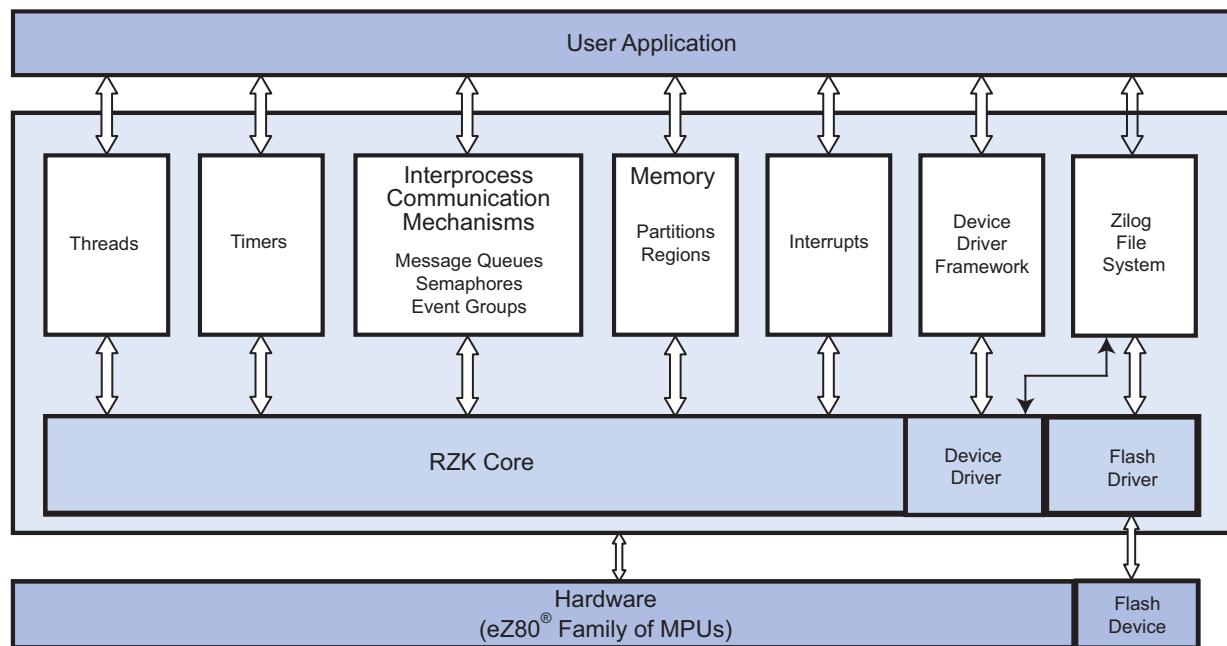 User Application
Threads
Timers
Interprocess
Communication
Mechanisms
Message Queues
Semaphores
Event Groups
Memory
Partitions
Regions
Interrupts
Device
Driver
Framework
Zilog
File
System
RZK Core
Device
Driver
Flash
Driver
Hardware
(eZ80® Family of MPUs)
Flash
Device